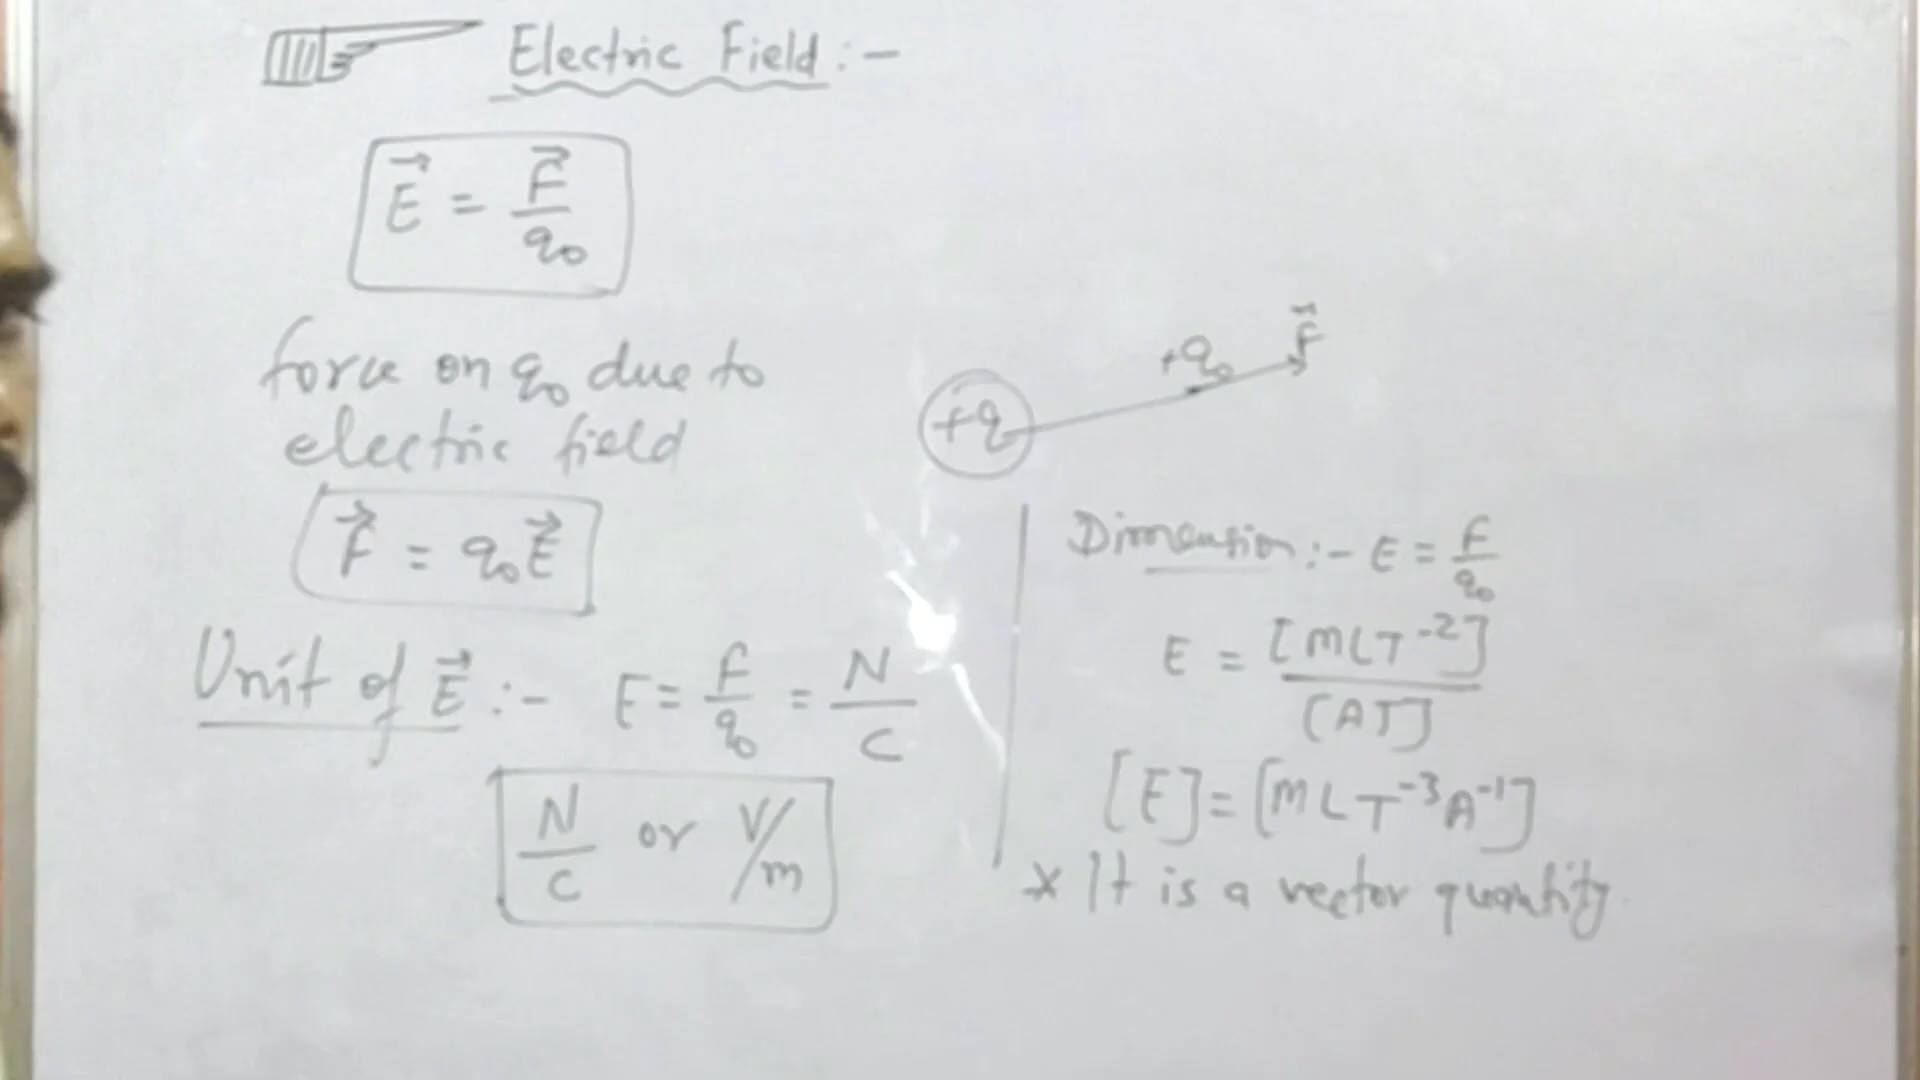 Electric Field :-
E⃗ = F⃗/q₀
force on q₀ due to
electric field
F⃗ = q₀E⃗
Unit of E⃗ :- E = F/q₀ = N/C
N/C or V/m
+q +q₀ F⃗
Dimension :- E = F/q₀
E = [MLT⁻²]/[AT]
[E] = [MLT⁻³A⁻¹]
* It is a vector quantity.